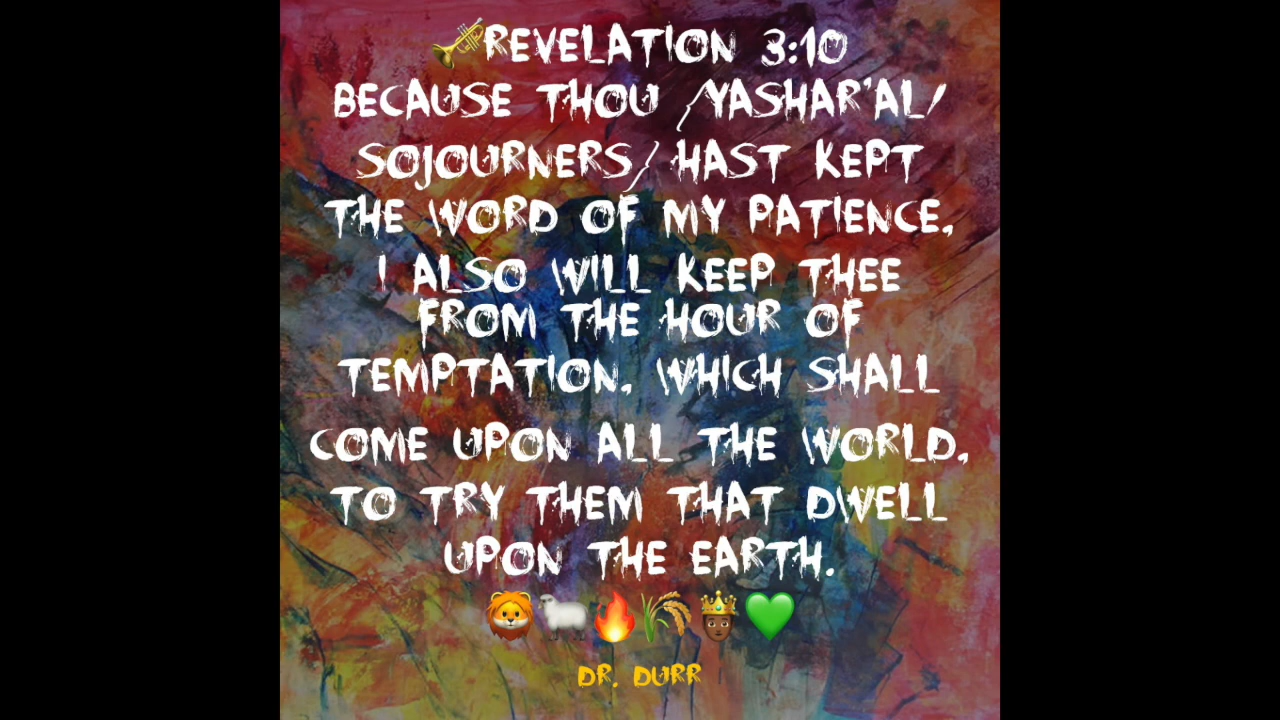 🎺REVELATION 3:10
BECAUSE THOU /YASHAR'AL/
SOJOURNERS/ HAST KEPT
THE WORD OF MY PATIENCE,
I ALSO WILL KEEP THEE
FROM THE HOUR OF
TEMPTATION, WHICH SHALL
COME UPON ALL THE WORLD,
TO TRY THEM THAT DWELL
UPON THE EARTH.
🦁🐑🔥🌾🤴🏾💚
DR. DURR